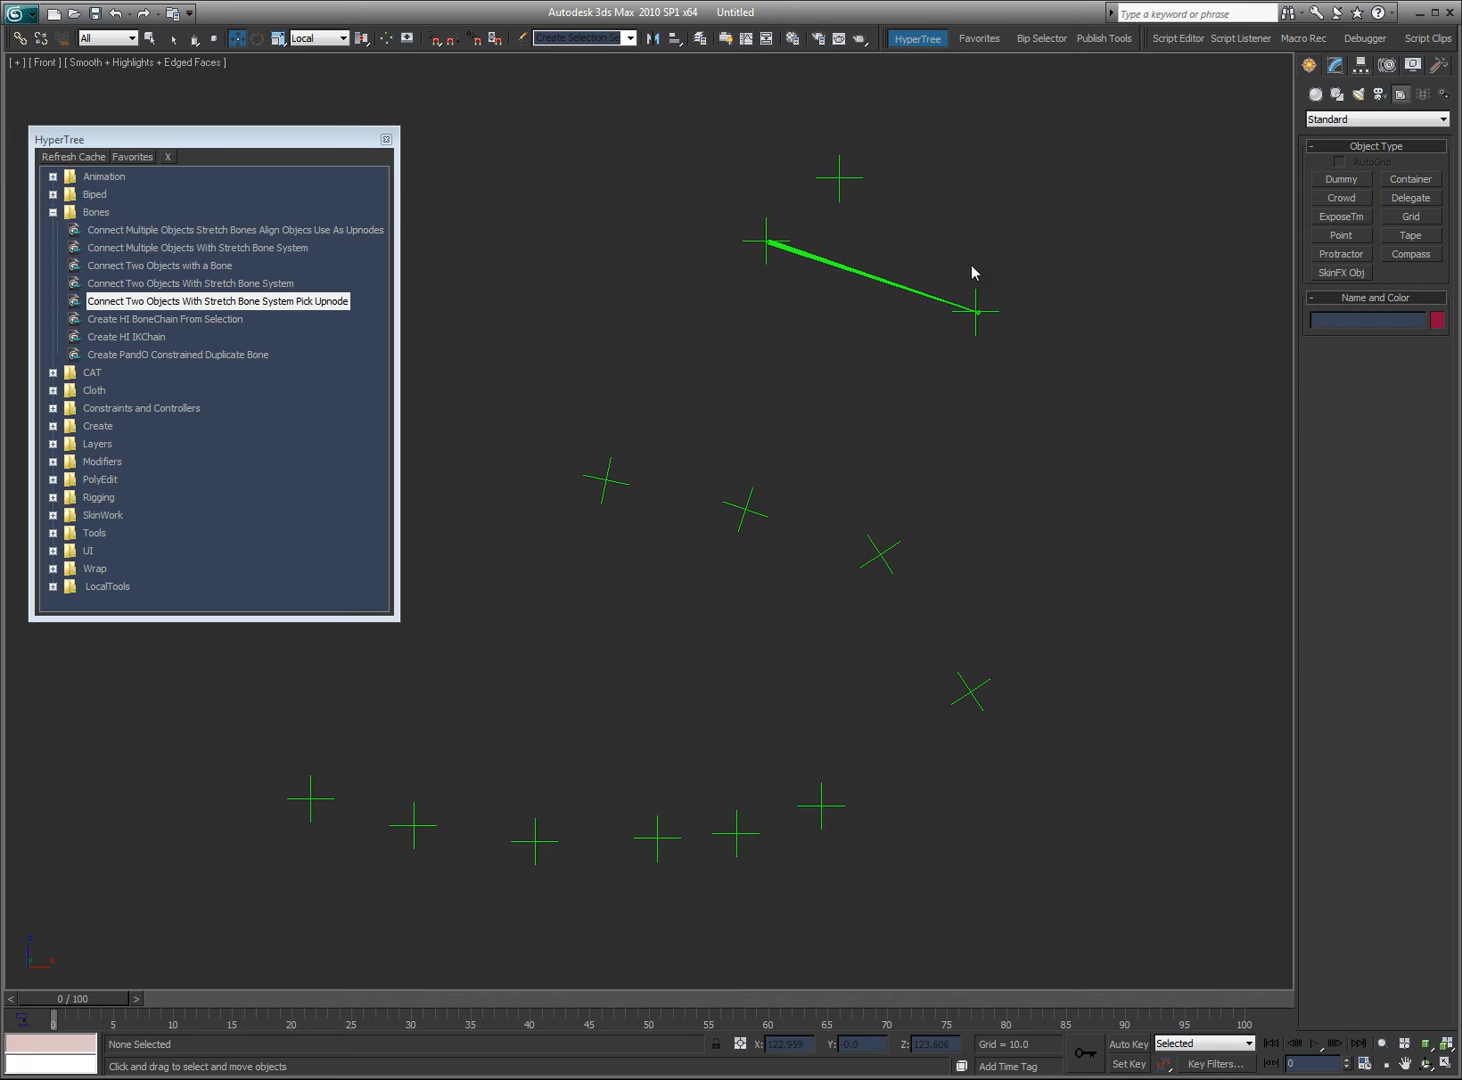 Autodesk 3ds Max 2010 SP1 x64 Untitled
Type a keyword or phrase
All
Local
Create Selection Se
HyperTree Favorites Bip Selector Publish Tools Script Editor Script Listener Macro Rec Debugger Script Clips
[ + ] [ Front ] [ Smooth + Highlights + Edged Faces ]
HyperTree
Refresh Cache Favorites X
Animation
Biped
Bones
Connect Multiple Objects Stretch Bones Align Objecs Use As Upnodes
Connect Multiple Objects With Stretch Bone System
Connect Two Objects with a Bone
Connect Two Objects With Stretch Bone System
Connect Two Objects With Stretch Bone System Pick Upnode
Create HI BoneChain From Selection
Create HI IKChain
Create PandO Constrained Duplicate Bone
CAT
Cloth
Constraints and Controllers
Create
Layers
Modifiers
PolyEdit
Rigging
SkinWork
Tools
UI
Wrap
LocalTools
Standard
- Object Type
AutoGrid
Dummy Container
Crowd Delegate
ExposeTm Grid
Point Tape
Protractor Compass
SkinFX Obj
- Name and Color
z
y x
< 0 / 100 >
0 5 10 15 20 25 30 35 40 45 50 55 60 65 70 75 80 85 90 95 100
None Selected X: 122.959 Y: -0.0 Z: 123.606 Grid = 10.0 Auto Key Selected
Click and drag to select and move objects Add Time Tag Set Key Key Filters... 0